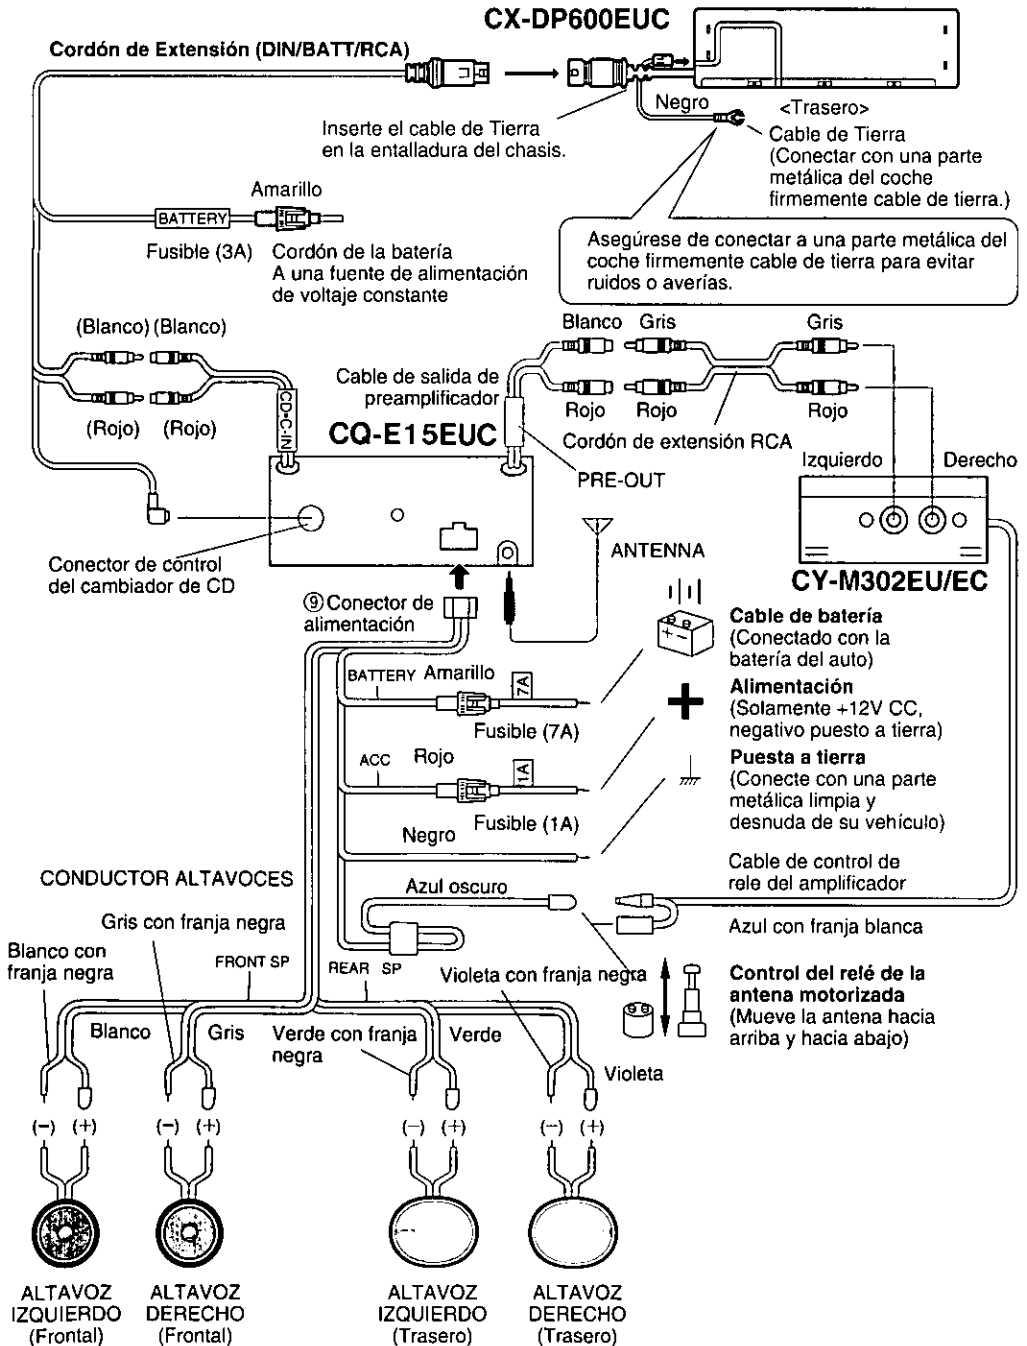 CX-DP600EUC
Cordón de Extensión (DIN/BATT/RCA)
Negro
<Trasero>
Inserte el cable de Tierra
en la entalladura del chasis.
Cable de Tierra
(Conectar con una parte
metálica del coche
firmemente cable de tierra.)
Amarillo
BATTERY
Fusible (3A)
Cordón de la batería
A una fuente de alimentación
de voltaje constante
Asegúrese de conectar a una parte metálica del
coche firmemente cable de tierra para evitar
ruidos o averías.
(Blanco) (Blanco)
Blanco
Gris
Gris
Cable de salida de
preamplificador
(Rojo)
(Rojo)
CD•C-IN
Rojo
Rojo
Rojo
CQ-E15EUC
Cordón de extensión RCA
Izquierdo
Derecho
PRE-OUT
ANTENNA
Conector de control
del cambiador de CD
CY-M302EU/EC
⑨ Conector de
alimentación
Cable de batería
(Conectado con la
batería del auto)
BATTERY
Amarillo
7A
Fusible (7A)
+ -
Alimentación
(Solamente +12V CC,
negativo puesto a tierra)
ACC
Rojo
1A
Fusible (1A)
Puesta a tierra
(Conecte con una parte
metálica limpia y
desnuda de su vehículo)
Negro
CONDUCTOR ALTAVOCES
Azul oscuro
Cable de control de
rele del amplificador
Azul con franja blanca
Gris con franja negra
Blanco con
franja negra
FRONT SP
REAR SP
Violeta con franja negra
Control del relé de la
antena motorizada
(Mueve la antena hacia
arriba y hacia abajo)
Blanco
Gris
Verde con franja
negra
Verde
Violeta
(−) (+)
(−) (+)
(−) (+)
(−) (+)
ALTAVOZ
IZQUIERDO
(Frontal)
ALTAVOZ
DERECHO
(Frontal)
ALTAVOZ
IZQUIERDO
(Trasero)
ALTAVOZ
DERECHO
(Trasero)